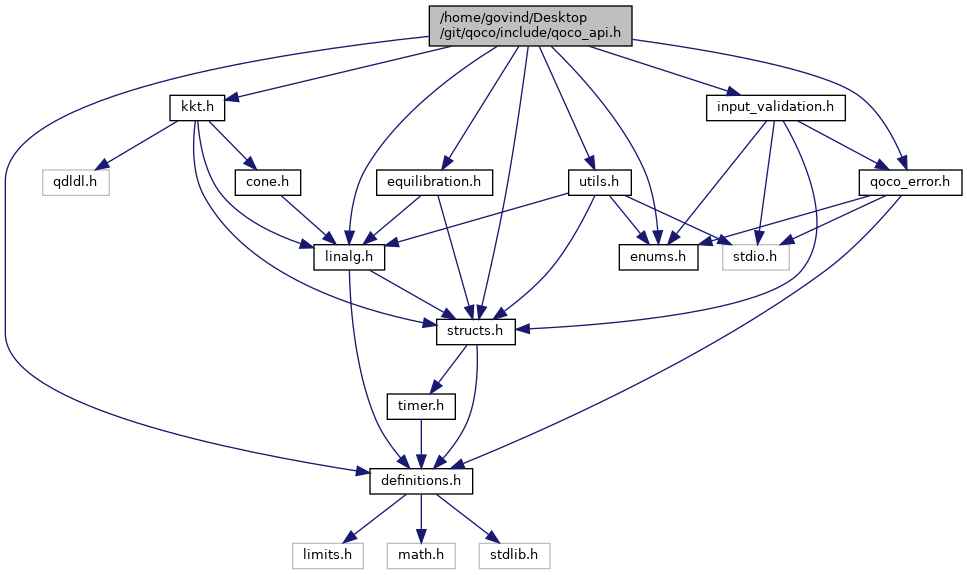 /home/govind/Desktop
/git/qoco/include/qoco_api.h
kkt.h
input_validation.h
qdldl.h
cone.h
equilibration.h
utils.h
qoco_error.h
linalg.h
enums.h
stdio.h
structs.h
timer.h
definitions.h
limits.h
math.h
stdlib.h